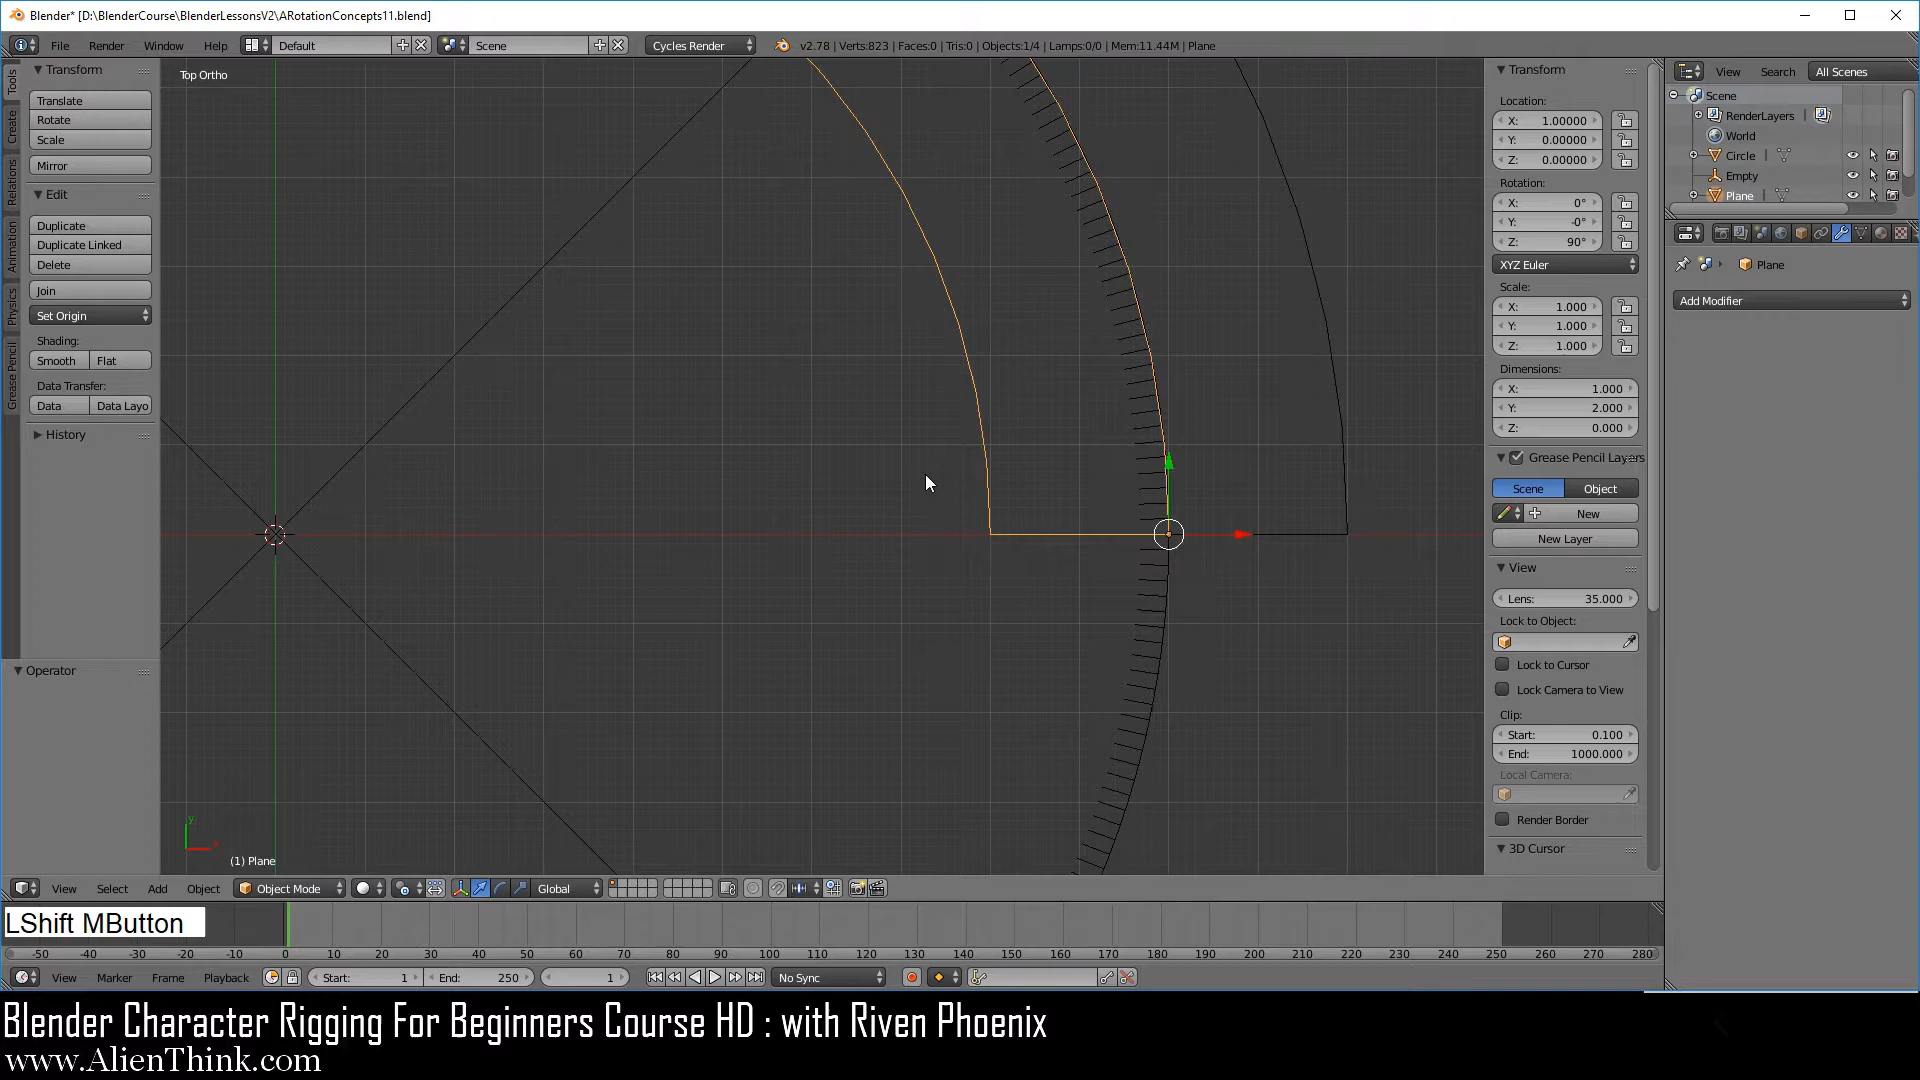 Blender* [D:\BlenderCourse\BlenderLessonsV2\ARotationConcepts11.blend]
File Render Window Help Default Scene Cycles Render v2.78 | Verts:823 | Faces:0 | Tris:0 | Objects:1/4 | Lamps:0/0 | Mem:11.44M | Plane
Tools
Create
Relations
Animation
Physics
Grease Pencil
Transform
Translate
Rotate
Scale
Mirror
Edit
Duplicate
Duplicate Linked
Delete
Join
Set Origin
Shading:
Smooth Flat
Data Transfer:
Data Data Layo
History
Operator
Top Ortho
y
(1) Plane
Transform
Location:
X: 1.00000
Y: 0.00000
Z: 0.00000
Rotation:
X: 0°
Y: -0°
Z: 90°
XYZ Euler
Scale:
X: 1.000
Y: 1.000
Z: 1.000
Dimensions:
X: 1.000
Y: 2.000
Z: 0.000
Grease Pencil Layers
Scene Object
New
New Layer
View
Lens: 35.000
Lock to Object:
Lock to Cursor
Lock Camera to View
Clip:
Start: 0.100
End: 1000.000
Local Camera:
Render Border
3D Cursor
View Search All Scenes
Scene
RenderLayers
World
Circle
Empty
Plane
Plane
Add Modifier
View Select Add Object Object Mode Global
LShift MButton
-50 -40 -30 -20 -10 0 10 20 30 40 50 60 70 80 90 100 110 120 130 140 150 160 170 180 190 200 210 220 230 240 250 260 270 280
View Marker Frame Playback Start: 1 End: 250 1 No Sync
Blender Character Rigging For Beginners Course HD : with Riven Phoenix
www.AlienThink.com